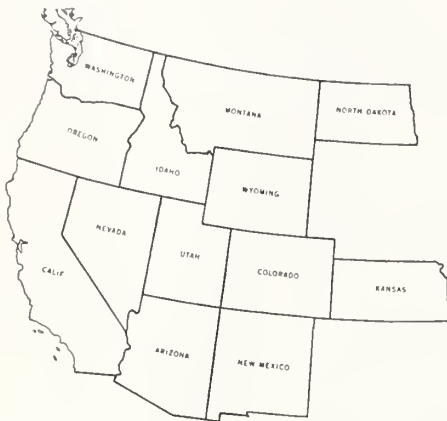 WASHINGTON
MONTANA
NORTH DAKOTA
OREGON
IDAHO
WYOMING
NEVADA
UTAH
COLORADO
KANSAS
CALIF
ARIZONA
NEW MEXICO